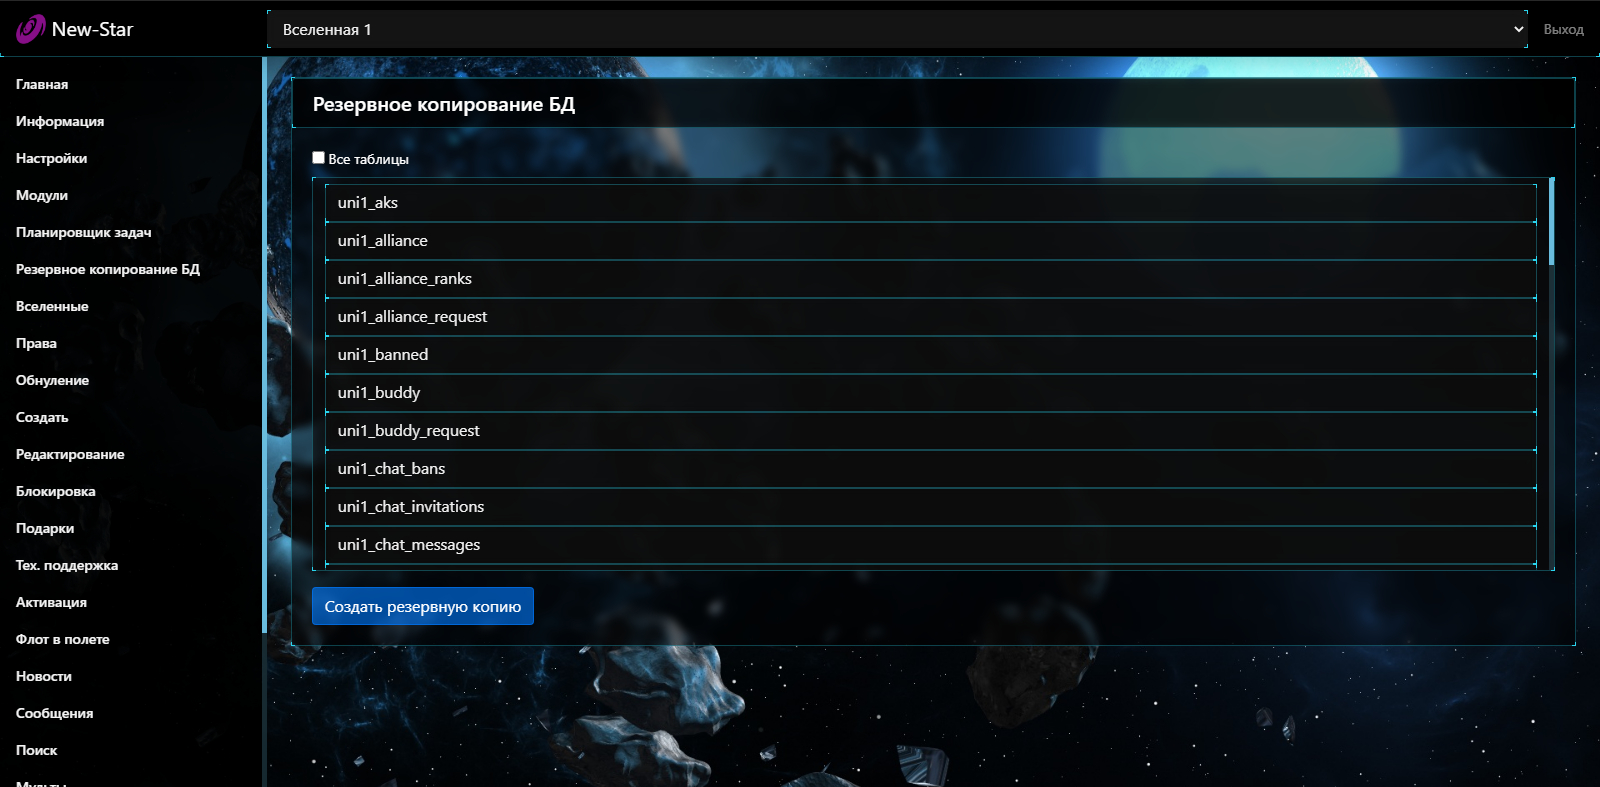 New-Star
Вселенная 1
Выход
Главная
Информация
Настройки
Модули
Планировщик задач
Резервное копирование БД
Вселенные
Права
Обнуление
Создать
Редактирование
Блокировка
Подарки
Тех. поддержка
Активация
Флот в полете
Новости
Сообщения
Поиск
Мульты
Резервное копирование БД
Все таблицы
uni1_aks
uni1_alliance
uni1_alliance_ranks
uni1_alliance_request
uni1_banned
uni1_buddy
uni1_buddy_request
uni1_chat_bans
uni1_chat_invitations
uni1_chat_messages
Создать резервную копию